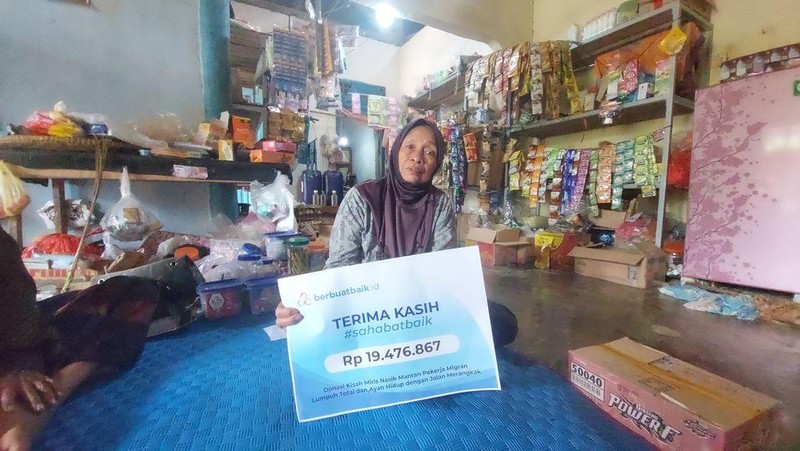 berbuatbaik.id
TERIMA KASIH
#sahabatbaik
Rp 19.476.867
Donasi Kisah Miris Nasib Mantan Pekerja Migran
Lumpuh Total dan Ayah Hidup dengan Jalan Merangkak
50040
POWER F